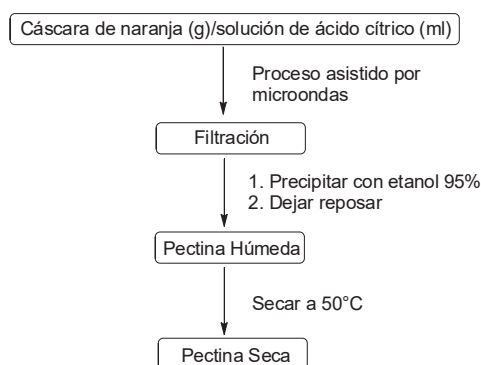 Cáscara de naranja (g)/solución de ácido cítrico (ml)
Proceso asistido por
microondas
Filtración
1. Precipitar con etanol 95%
2. Dejar reposar
Pectina Húmeda
Secar a 50°C
Pectina Seca